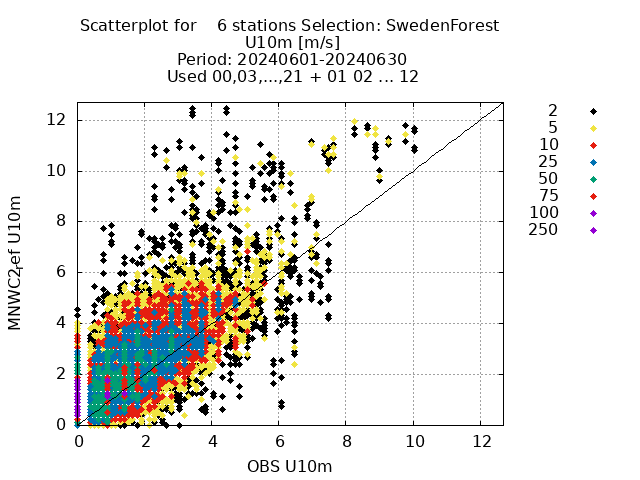 Scatterplot for    6 stations Selection: SwedenForest
U10m [m/s]
Period: 20240601-20240630
Used 00,03,...,21 + 01 02 ... 12
2
5
10
25
50
75
100
250
12
10
8
6
4
2
0
0 2 4 6 8 10 12
MNWC2ref U10m
OBS U10m